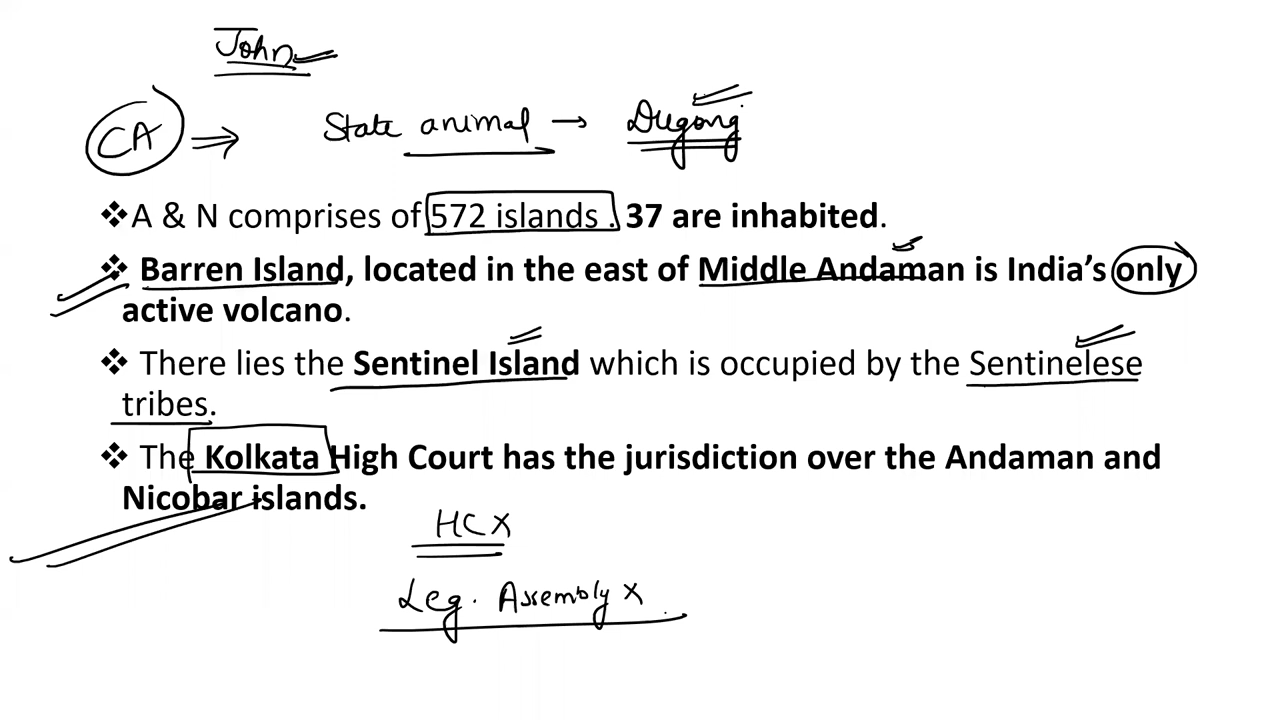 John
CA ⇒ State animal → Dugong
❖A & N comprises of 572 islands . 37 are inhabited.
❖ Barren Island, located in the east of Middle Andaman is India's only
active volcano.
❖ There lies the Sentinel Island which is occupied by the Sentinelese
tribes.
❖ The Kolkata High Court has the jurisdiction over the Andaman and
Nicobar islands.
HC X
Leg. Assembly X